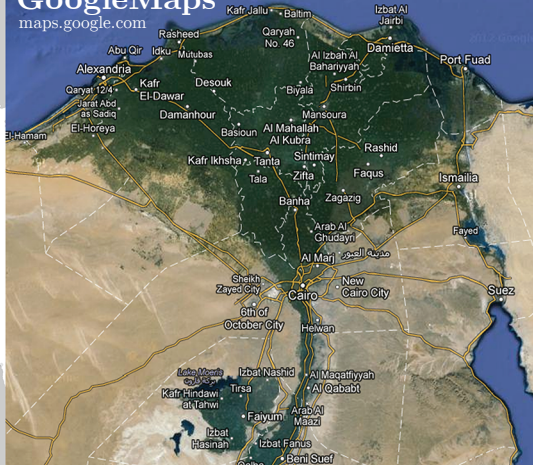 GoogleMaps
maps.google.com
Kafr Jallu
Baltim
Izbat Al
Jairbi
Rasheed
Qaryah
No. 46
Damietta
Abu Qir
Idku
Mutubas
Al Izbah Al
Bahariyyah
Port Fuad
Alexandria
Kafr
El-Dawar
Desouk
Biyala
Shirbin
Qaryat 12/4
Jarat Abd
as Sadiq
Damanhour
Mansoura
El-Hamam
El-Horeya
Basioun
Al Mahallah
Al Kubra
Kafr Ikhsha
Tanta
Sintimay
Rashid
Tala
Zifta
Faqus
Ismailia
Banha
Zagazig
Arab Al
Ghudayri
Fayed
Al Marj
مدينة العبور
Sheikh
Zayed City
Cairo
New
Cairo City
Suez
6th of
October City
Helwan
Lake Moeris
Izbat Nashid
Al Maqatfiyyah
Kafr Hindawi
at Tahwi
Tirsa
Al Qababt
Faiyum
Arab Al
Maazi
Izbat
Hasinah
Izbat Fanus
Beni Suef